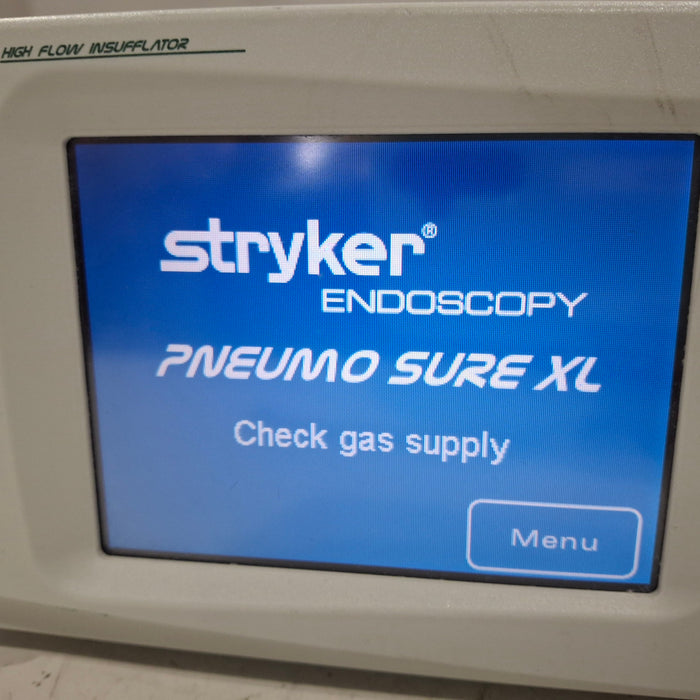 HIGH FLOW INSUFFLATOR
stryker®
ENDOSCOPY
PNEUMO SURE XL
Check gas supply
Menu